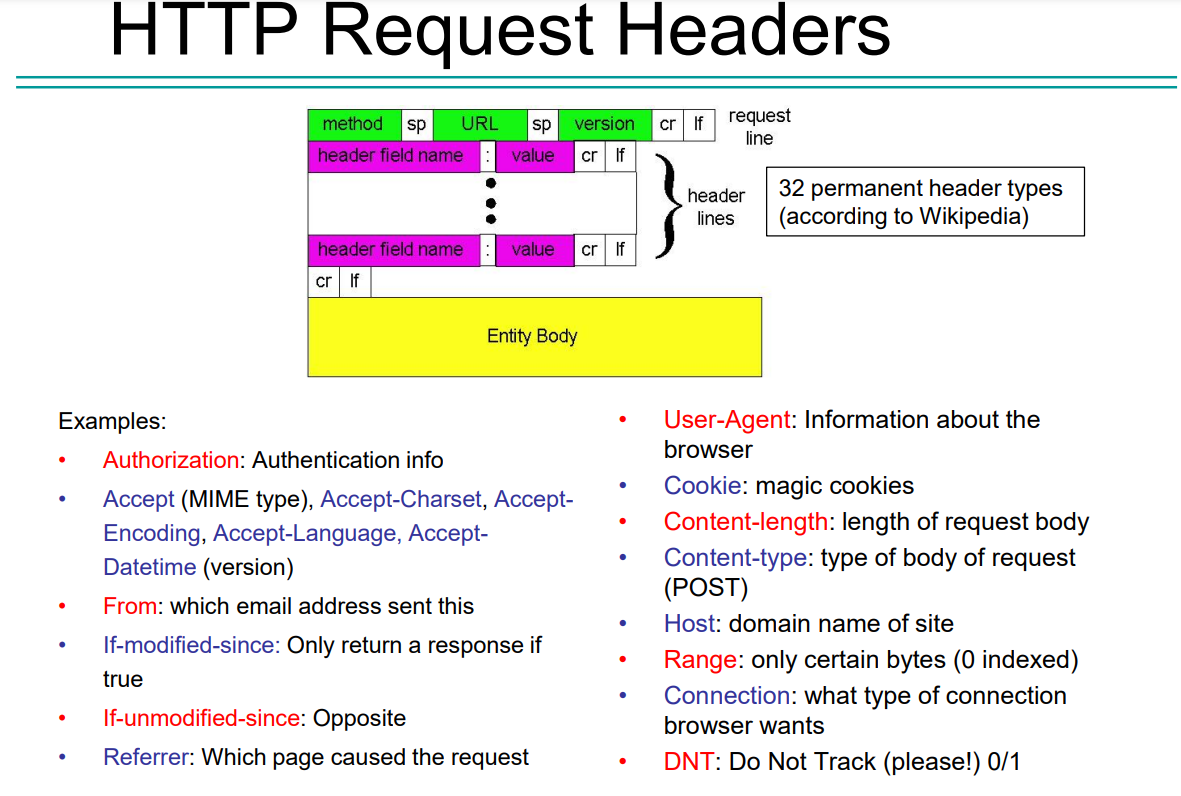 HTTP Request Headers
method sp URL sp version cr lf request
line
header field name : value cr lf
header
lines
32 permanent header types
(according to Wikipedia)
header field name : value cr lf
cr lf
Entity Body
Examples:
• Authorization: Authentication info
• Accept (MIME type), Accept-Charset, Accept-
Encoding, Accept-Language, Accept-
Datetime (version)
• From: which email address sent this
• If-modified-since: Only return a response if
true
• If-unmodified-since: Opposite
• Referrer: Which page caused the request
• User-Agent: Information about the
browser
• Cookie: magic cookies
• Content-length: length of request body
• Content-type: type of body of request
(POST)
• Host: domain name of site
• Range: only certain bytes (0 indexed)
• Connection: what type of connection
browser wants
• DNT: Do Not Track (please!) 0/1